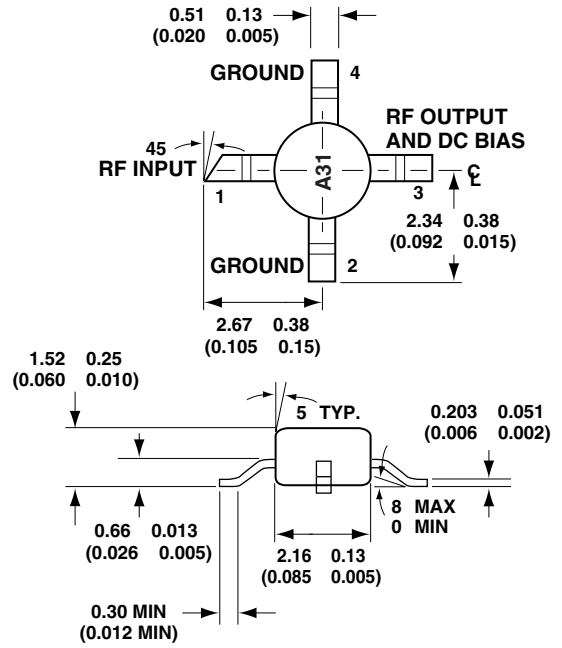 0.51 0.13
(0.020 0.005)
GROUND 4
RF OUTPUT
AND DC BIAS
45
RF INPUT
A31
℄
1
3
2.34 0.38
(0.092 0.015)
GROUND 2
2.67 0.38
(0.105 0.15)
1.52 0.25
(0.060 0.010)
5 TYP.
0.203 0.051
(0.006 0.002)
8 MAX
0 MIN
0.66 0.013
(0.026 0.005)
2.16 0.13
(0.085 0.005)
0.30 MIN
(0.012 MIN)